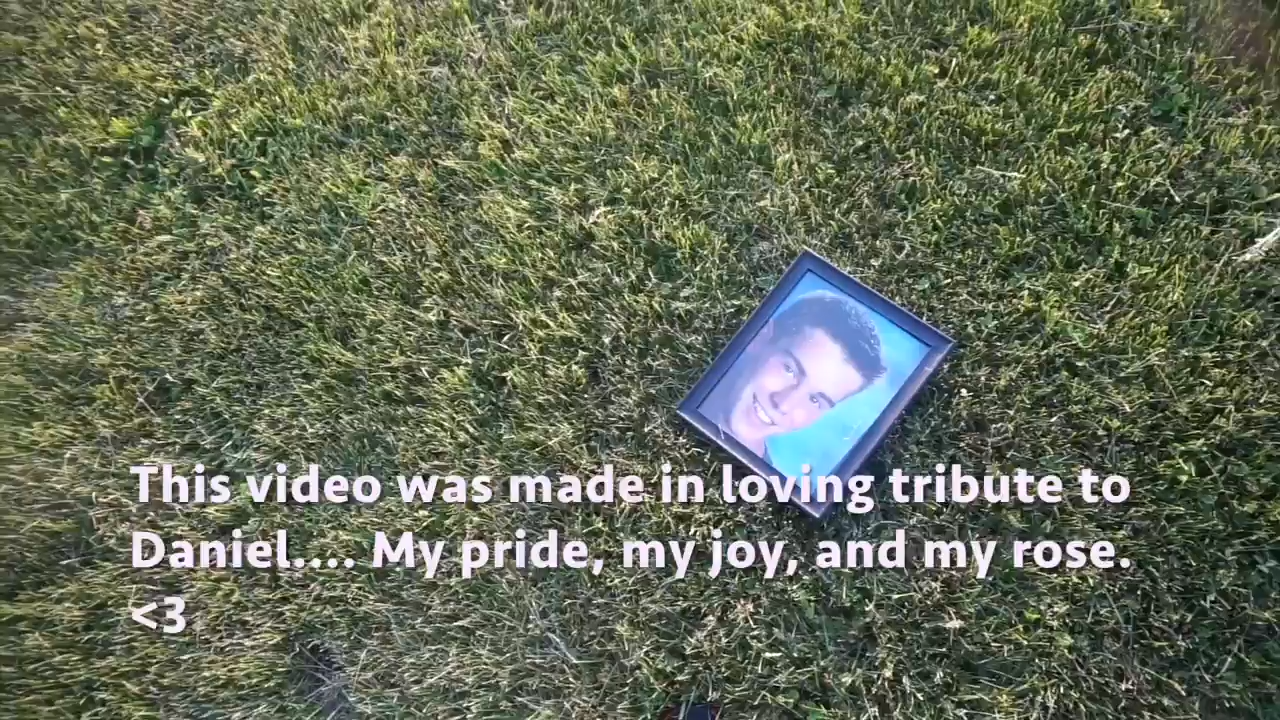 This video was made in loving tribute to
Daniel.... My pride, my joy, and my rose.
<3